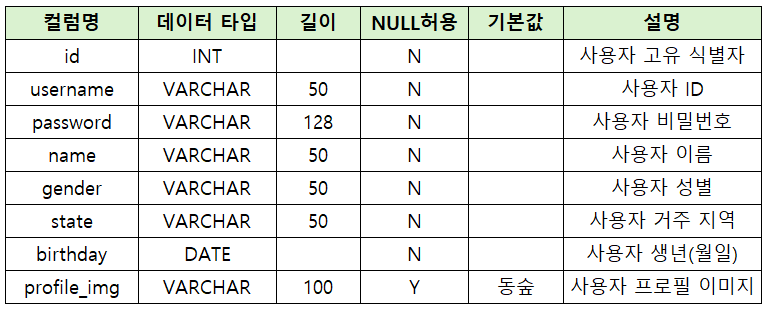 컬럼명 데이터 타입 길이 NULL허용 기본값 설명
id INT N 사용자 고유 식별자
username VARCHAR 50 N 사용자 ID
password VARCHAR 128 N 사용자 비밀번호
name VARCHAR 50 N 사용자 이름
gender VARCHAR 50 N 사용자 성별
state VARCHAR 50 N 사용자 거주 지역
birthday DATE N 사용자 생년(월일)
profile_img VARCHAR 100 Y 동숲 사용자 프로필 이미지